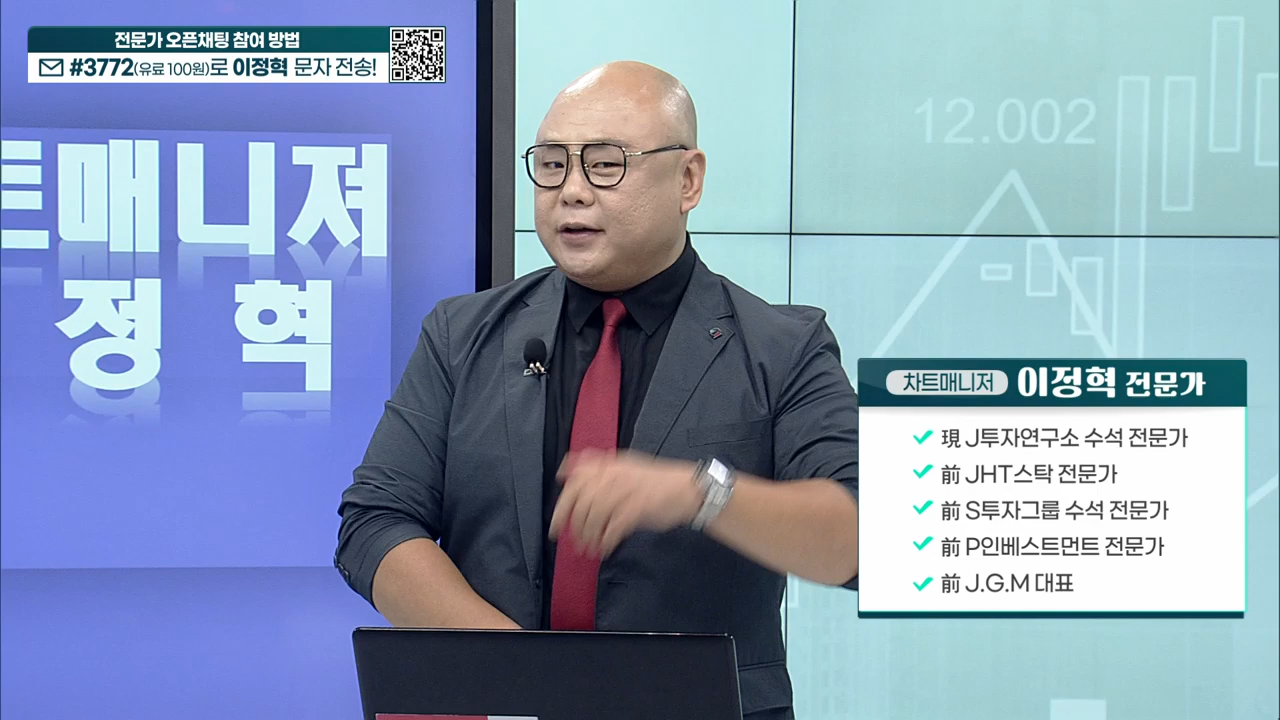 전문가 오픈채팅 참여 방법
#3772(유료 100원)로 이정혁 문자 전송!
트매니져
정 혁
12.002
차트매니저 이정혁 전문가
現 J투자연구소 수석 전문가
前 JHT스탁 전문가
前 S투자그룹 수석 전문가
前 P인베스트먼트 전문가
前 J.G.M 대표